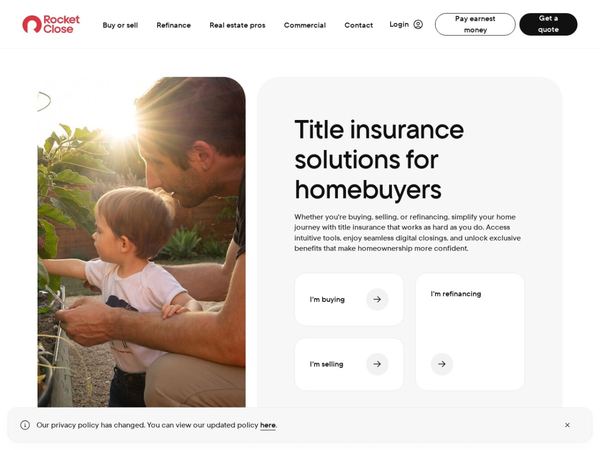 Rocket
Close
Buy or sell
Refinance
Real estate pros
Commercial
Contact
Login
Pay earnest
money
Get a
quote
Title insurance
solutions for
homebuyers
Whether you're buying, selling, or refinancing, simplify your home
journey with title insurance that works as hard as you do. Access
intuitive tools, enjoy seamless digital closings, and unlock exclusive
benefits that make homeownership more confident.
I'm buying
I'm refinancing
I'm selling
Our privacy policy has changed. You can view our updated policy here.